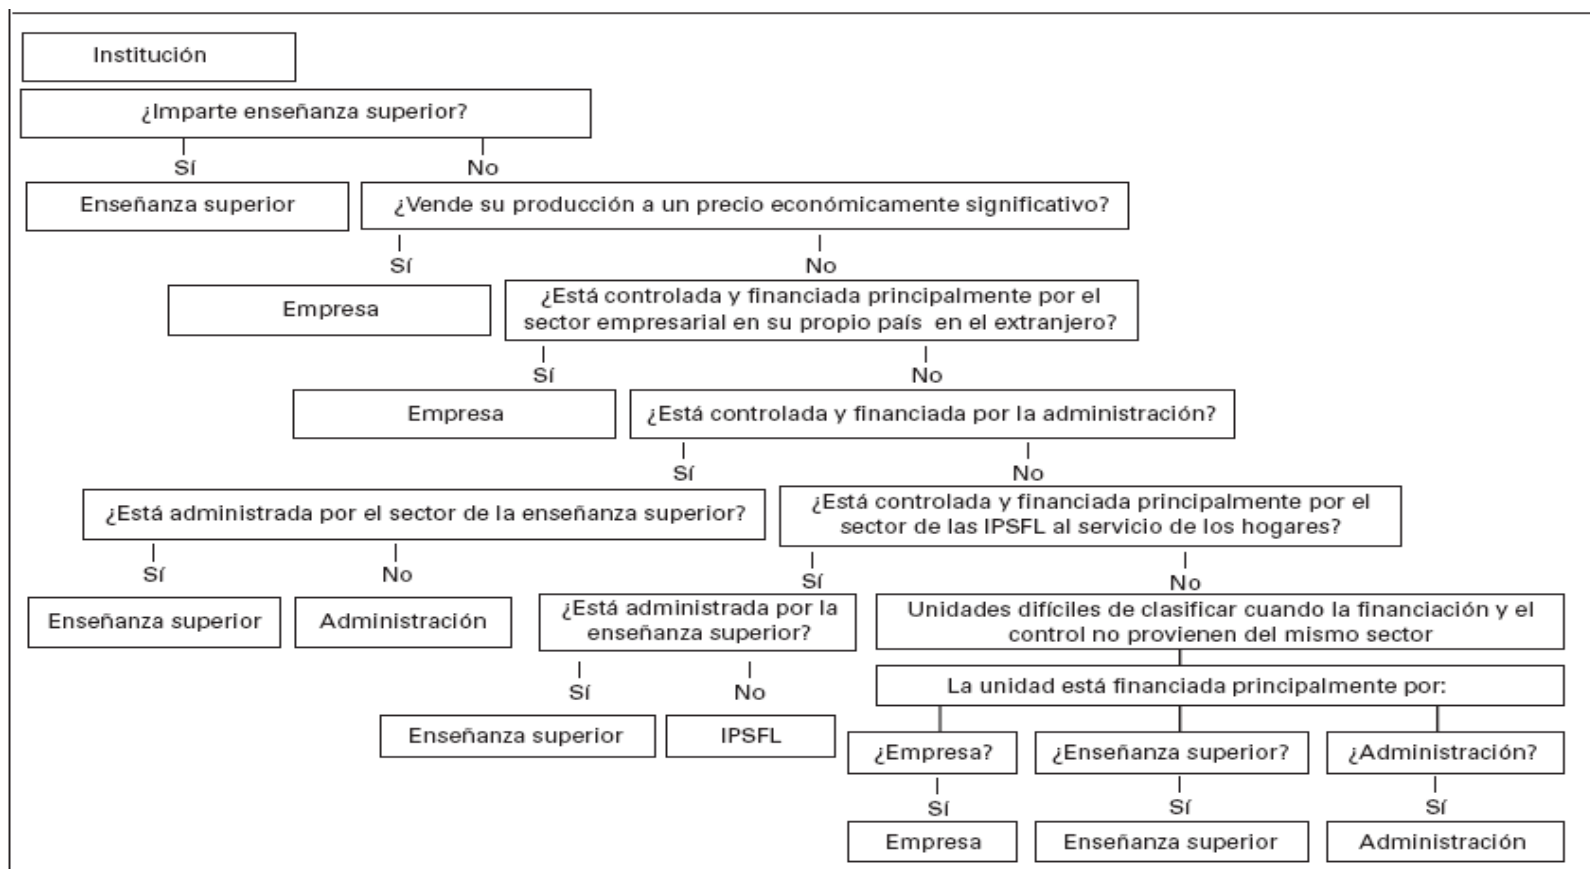 Institución
¿Imparte enseñanza superior?
Sí
No
Enseñanza superior
¿Vende su producción a un precio económicamente significativo?
Sí
No
Empresa
¿Está controlada y financiada principalmente por el
sector empresarial en su propio país en el extranjero?
Sí
No
Empresa
¿Está controlada y financiada por la administración?
Sí
No
¿Está administrada por el sector de la enseñanza superior?
¿Está controlada y financiada principalmente por el
sector de las IPSFL al servicio de los hogares?
Sí
No
Sí
No
Enseñanza superior
Administración
¿Está administrada por la
enseñanza superior?
Unidades difíciles de clasificar cuando la financiación y el
control no provienen del mismo sector
Sí
No
La unidad está financiada principalmente por:
Enseñanza superior
IPSFL
¿Empresa?
¿Enseñanza superior?
¿Administración?
Sí
Sí
Sí
Empresa
Enseñanza superior
Administración